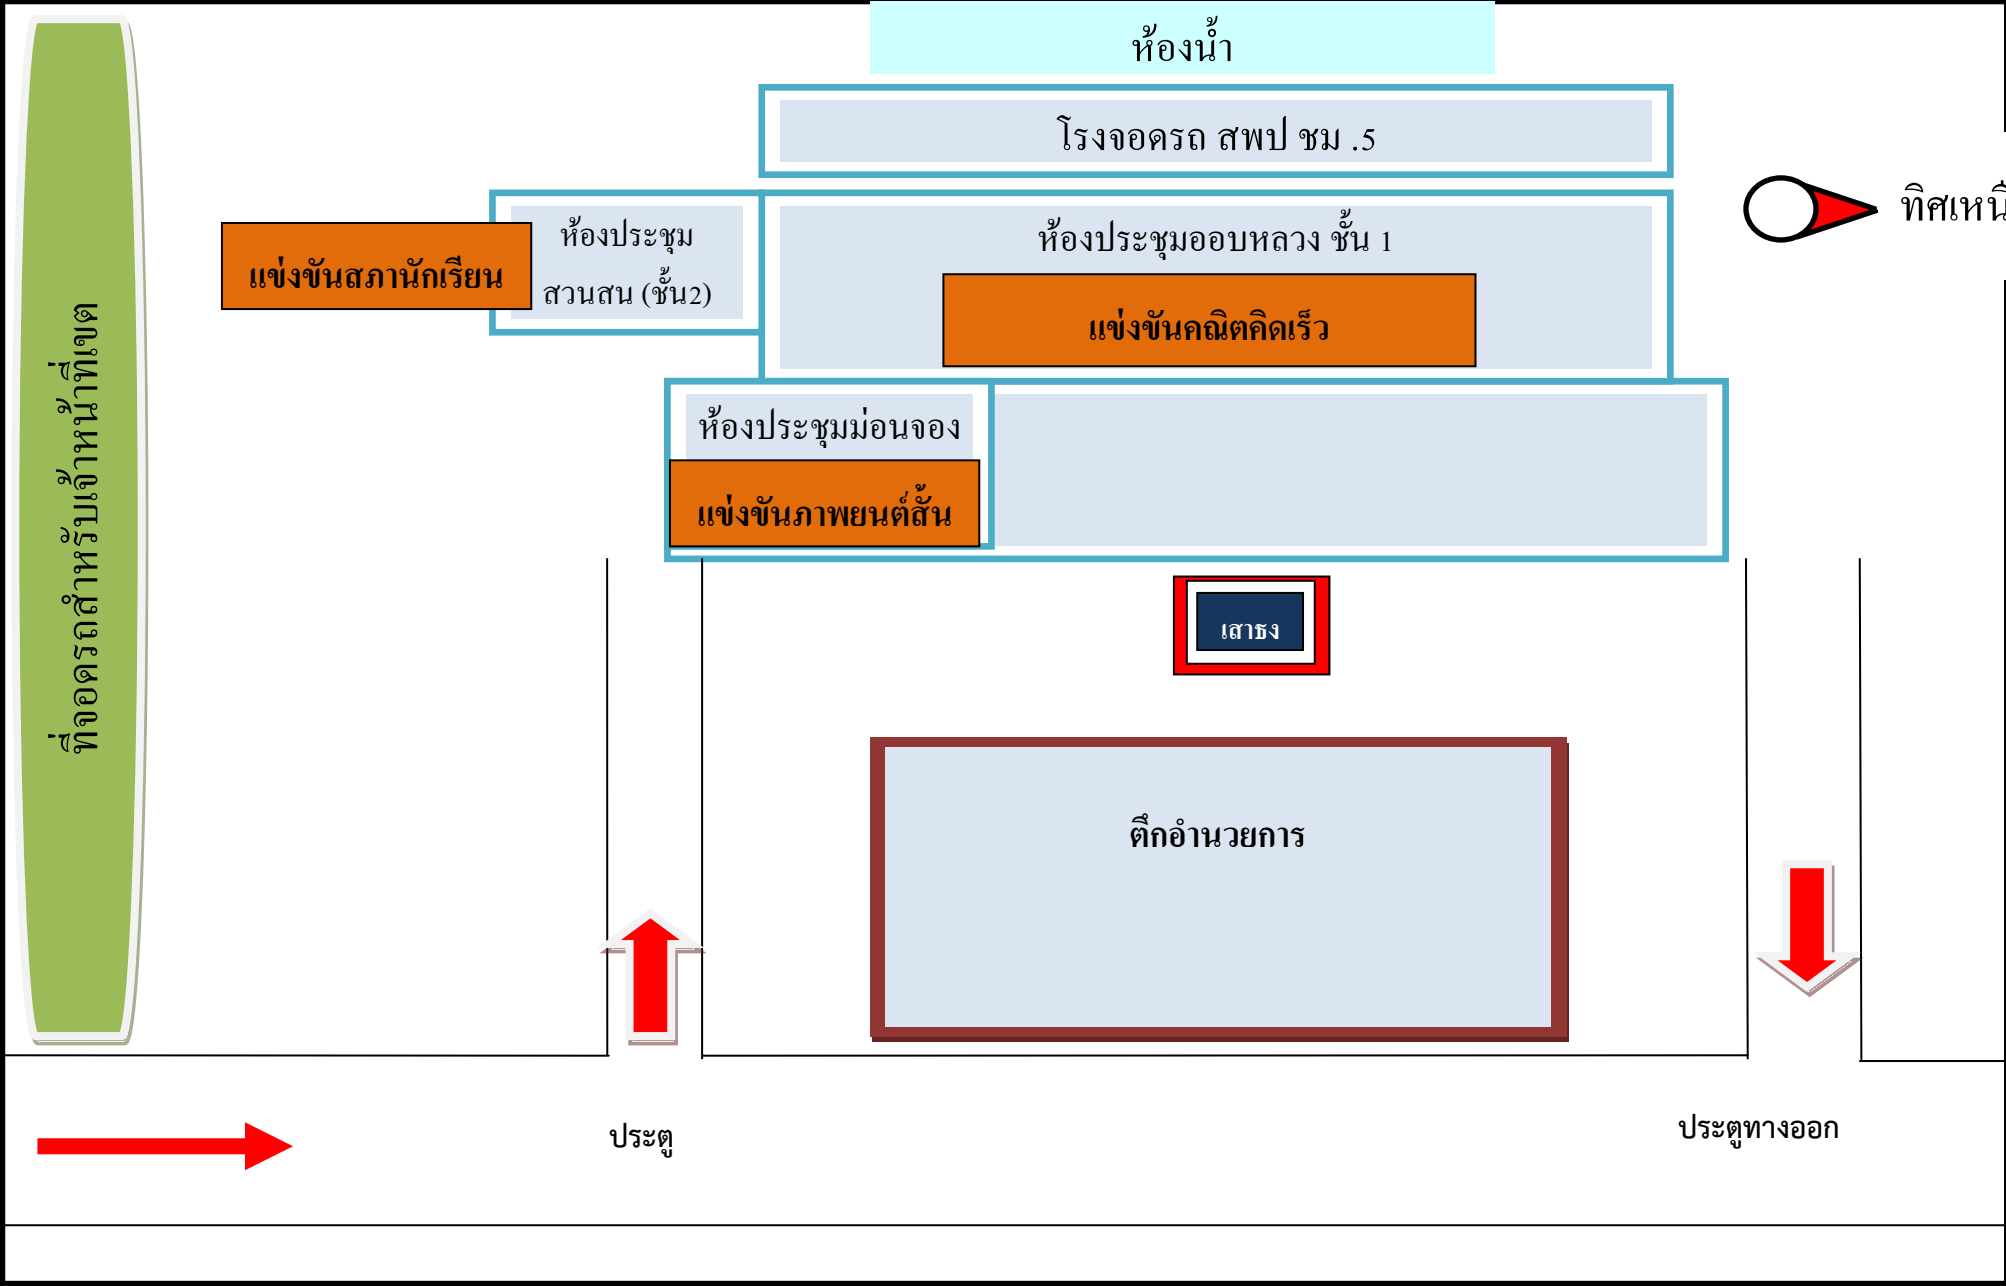 ห้องน้ำ
โรงจอดรถ สพป ชม .5
ห้องประชุม
สวนสน (ชั้น2)
แข่งขันสภานักเรียน
ห้องประชุมออบหลวง ชั้น 1
แข่งขันคณิตคิดเร็ว
ทิศเหนื
ห้องประชุมม่อนจอง
แข่งขันภาพยนต์สั้น
ที่จอดรถสำหรับเจ้าหน้าที่เขต
เสาธง
ตึกอำนวยการ
ประตู
ประตูทางออก